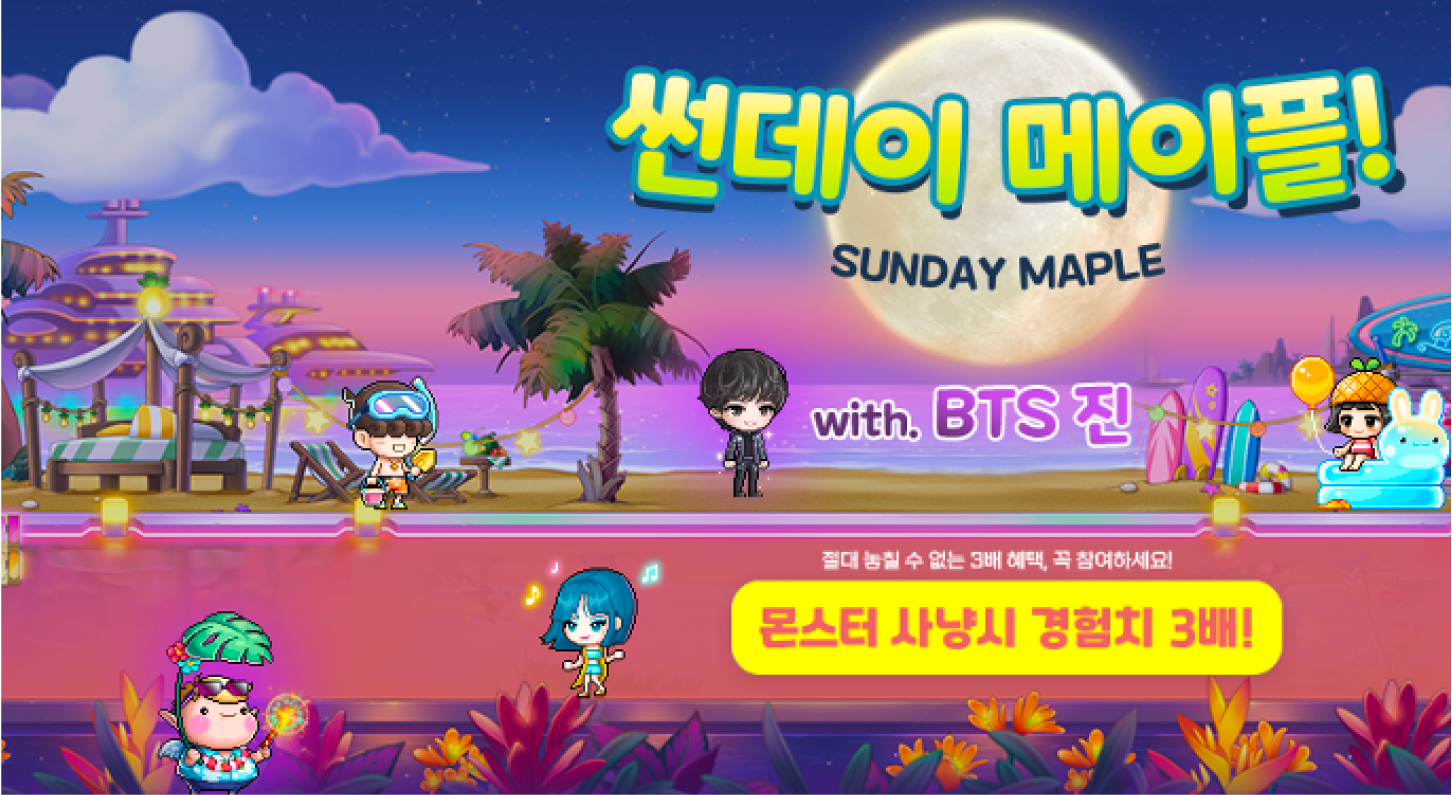 썬데이 메이플!
SUNDAY MAPLE
with. BTS 진
절대 놓칠 수 없는 3배 혜택, 꼭 참여하세요!
몬스터 사냥시 경험치 3배!